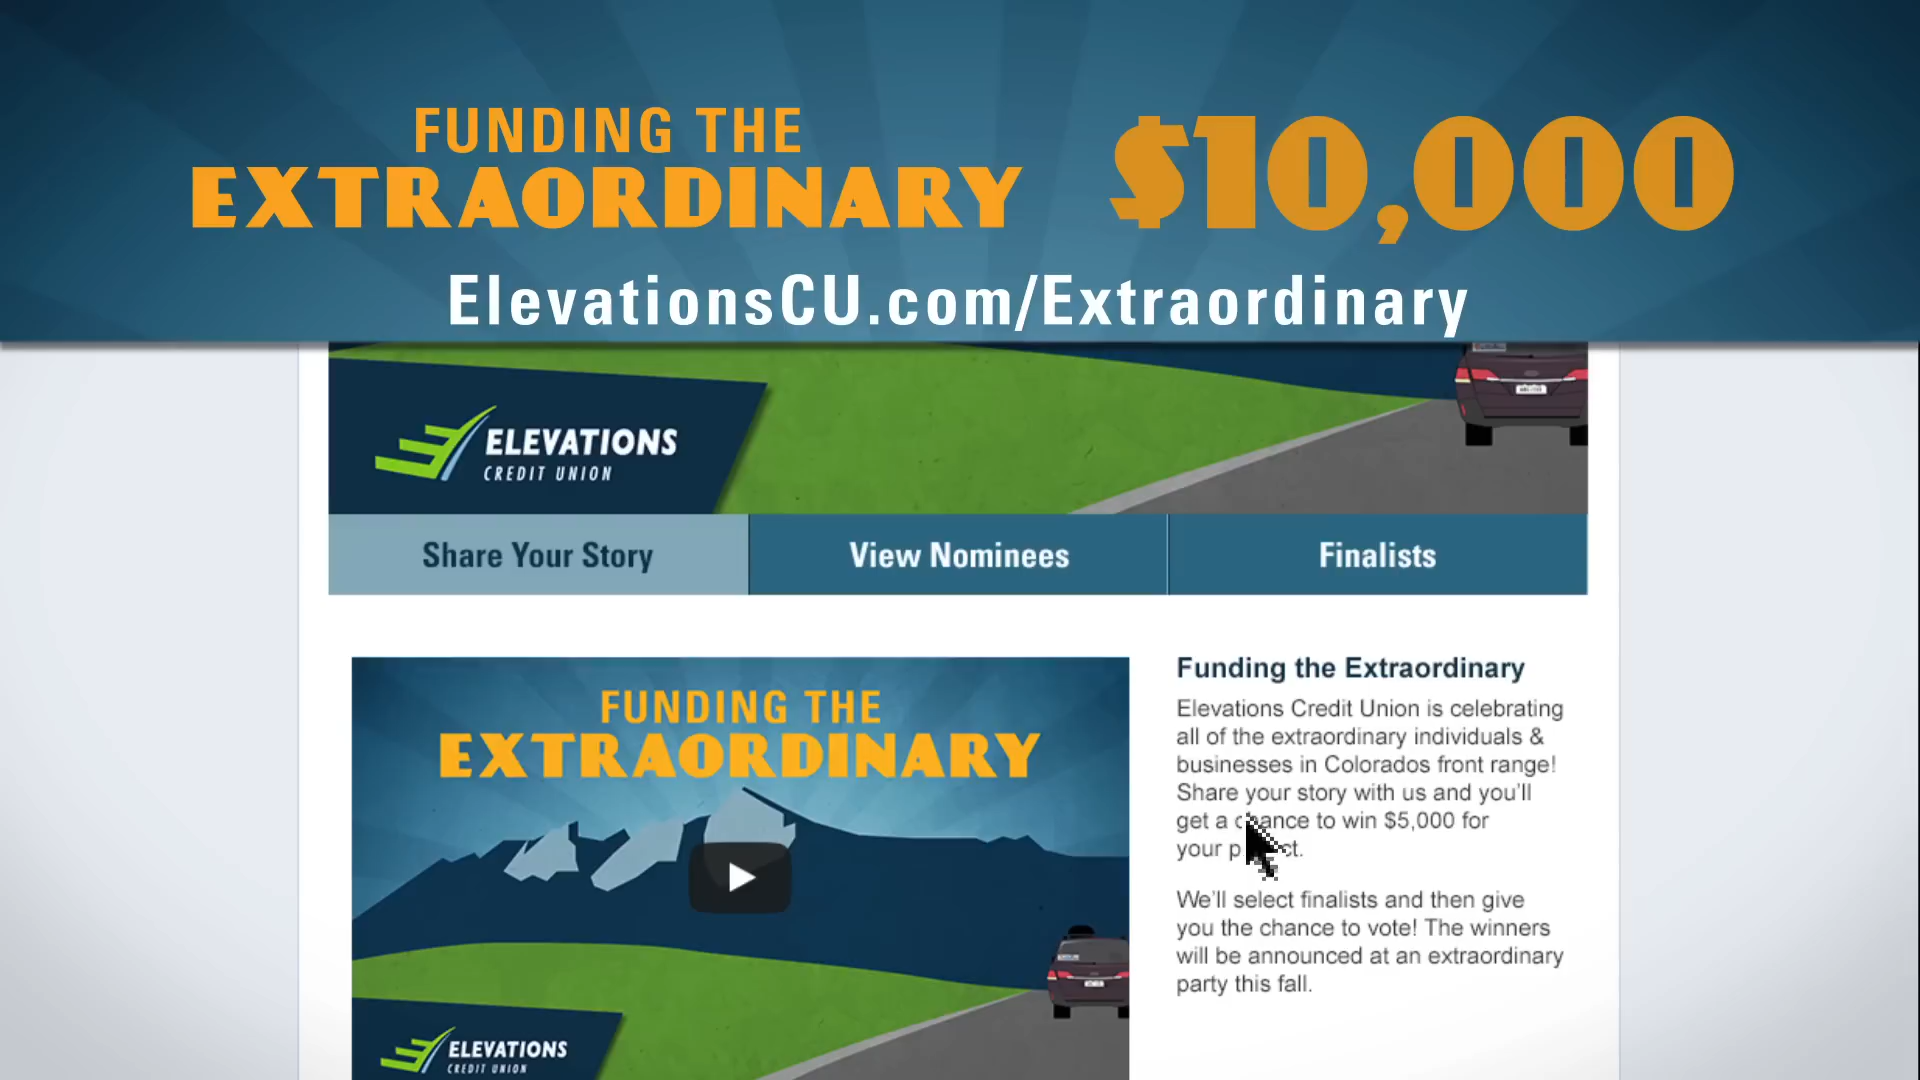 FUNDING THE
EXTRAORDINARY
$10,000
ElevationsCU.com/Extraordinary
ELEVATIONS
CREDIT UNION
Share Your Story
View Nominees
Finalists
FUNDING THE
EXTRAORDINARY
ELEVATIONS
CREDIT UNION
Funding the Extraordinary
Elevations Credit Union is celebrating
all of the extraordinary individuals &
businesses in Colorados front range!
Share your story with us and you'll
get a chance to win $5,000 for
your
We'll select finalists and then give
you the chance to vote! The winners
will be announced at an extraordinary
party this fall.